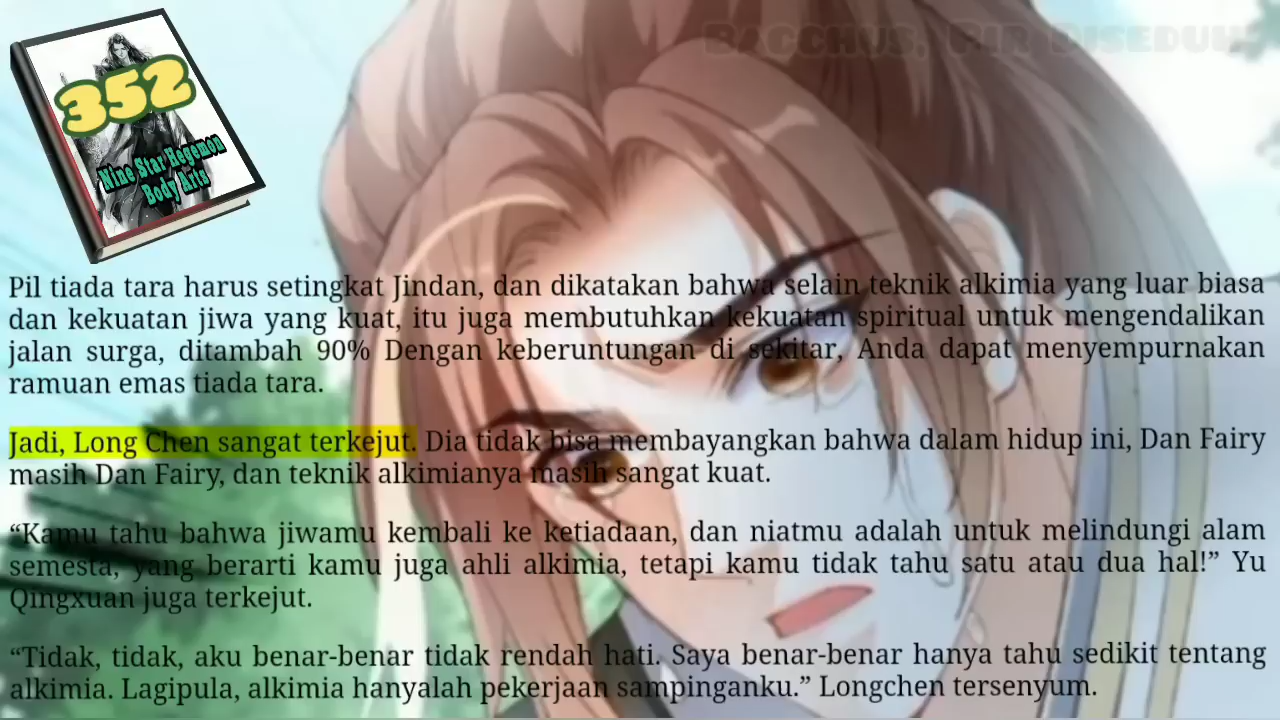 BACCHUS, PIR DISEDUH
352
Nine Star Hegemon
Body Arts
Pil tiada tara harus setingkat Jindan, dan dikatakan bahwa selain teknik alkimia yang luar biasa
dan kekuatan jiwa yang kuat, itu juga membutuhkan kekuatan spiritual untuk mengendalikan
jalan surga, ditambah 90% Dengan keberuntungan di sekitar, Anda dapat menyempurnakan
ramuan emas tiada tara.
Jadi, Long Chen sangat terkejut. Dia tidak bisa membayangkan bahwa dalam hidup ini, Dan Fairy
masih Dan Fairy, dan teknik alkimianya masih sangat kuat.
“Kamu tahu bahwa jiwamu kembali ke ketiadaan, dan niatmu adalah untuk melindungi alam
semesta, yang berarti kamu juga ahli alkimia, tetapi kamu tidak tahu satu atau dua hal!” Yu
Qingxuan juga terkejut.
“Tidak, tidak, aku benar-benar tidak rendah hati. Saya benar-benar hanya tahu sedikit tentang
alkimia. Lagipula, alkimia hanyalah pekerjaan sampinganku.” Longchen tersenyum.